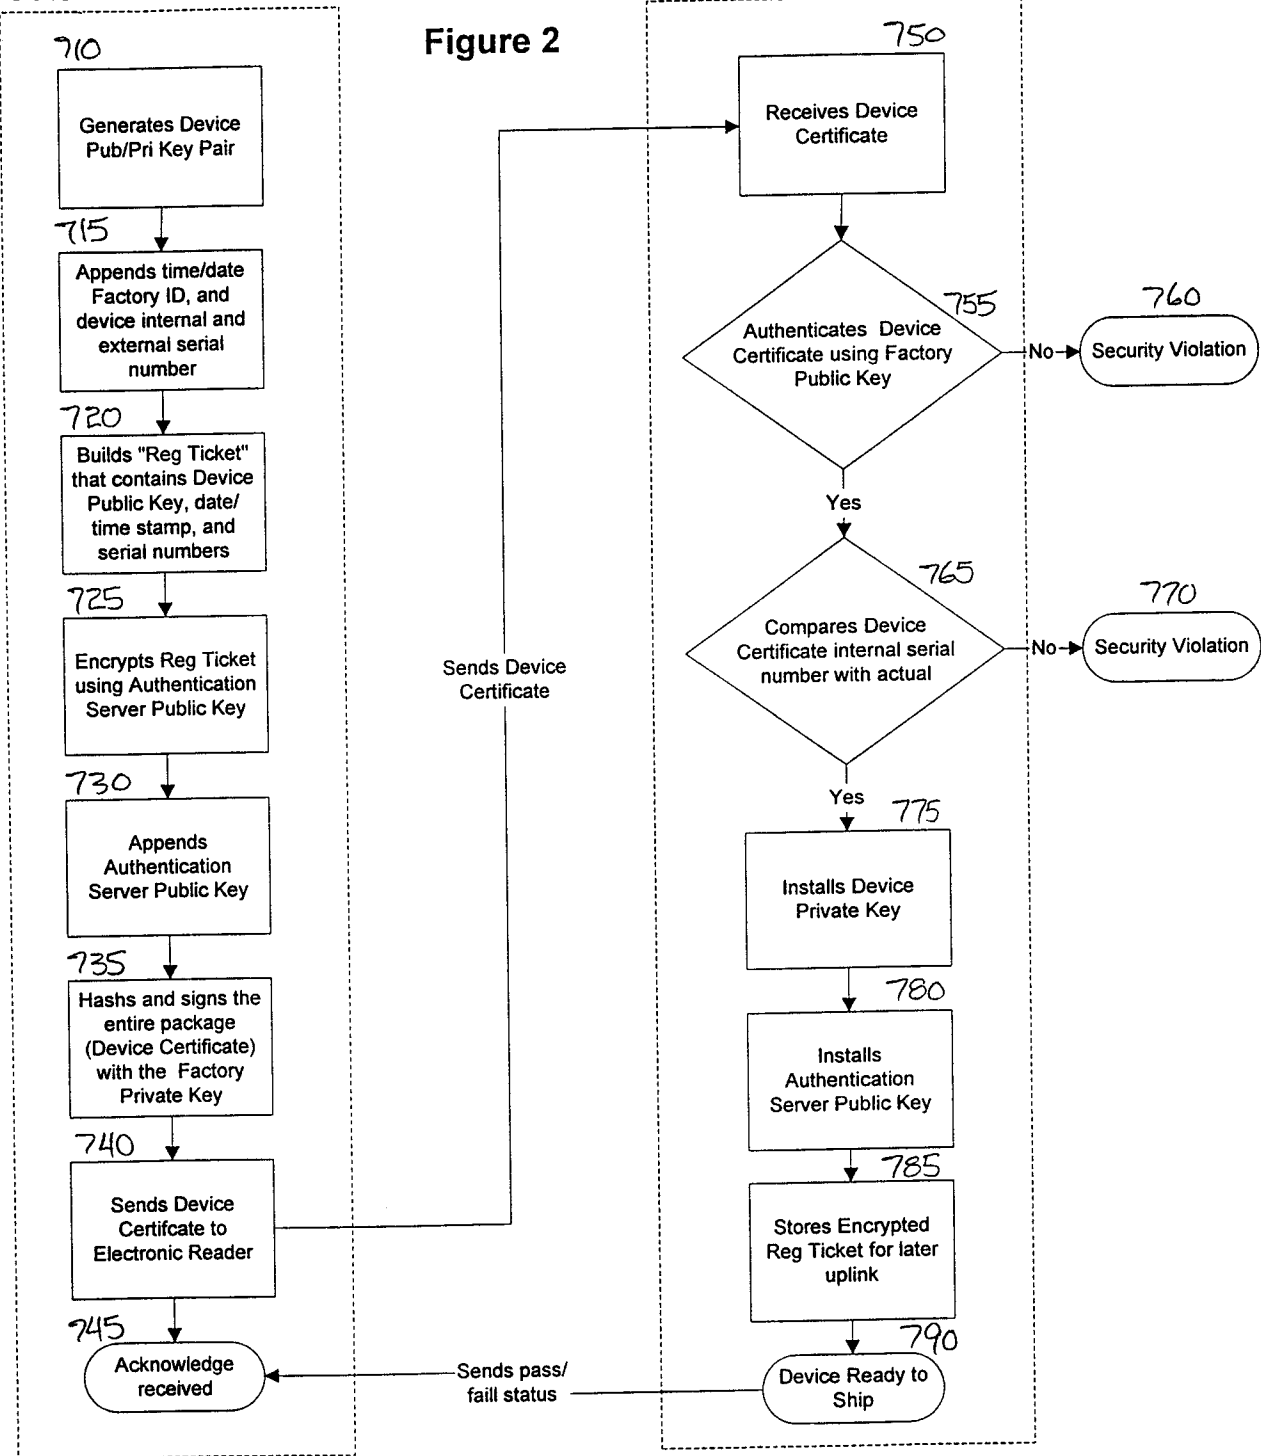 Figure 2
710
Generates Device
Pub/Pri Key Pair
715
Appends time/date
Factory ID, and
device internal and
external serial
number
720
Builds "Reg Ticket"
that contains Device
Public Key, date/
time stamp, and
serial numbers
725
Encrypts Reg Ticket
using Authentication
Server Public Key
730
Appends
Authentication
Server Public Key
735
Hashs and signs the
entire package
(Device Certificate)
with the Factory
Private Key
740
Sends Device
Certifcate to
Electronic Reader
745
Acknowledge
received
Sends Device
Certificate
Sends pass/
faill status
750
Receives Device
Certificate
755
Authenticates Device
Certificate using Factory
Public Key
No
760
Security Violation
Yes
765
Compares Device
Certificate internal serial
number with actual
No
770
Security Violation
Yes
775
Installs Device
Private Key
780
Installs
Authentication
Server Public Key
785
Stores Encrypted
Reg Ticket for later
uplink
790
Device Ready to
Ship